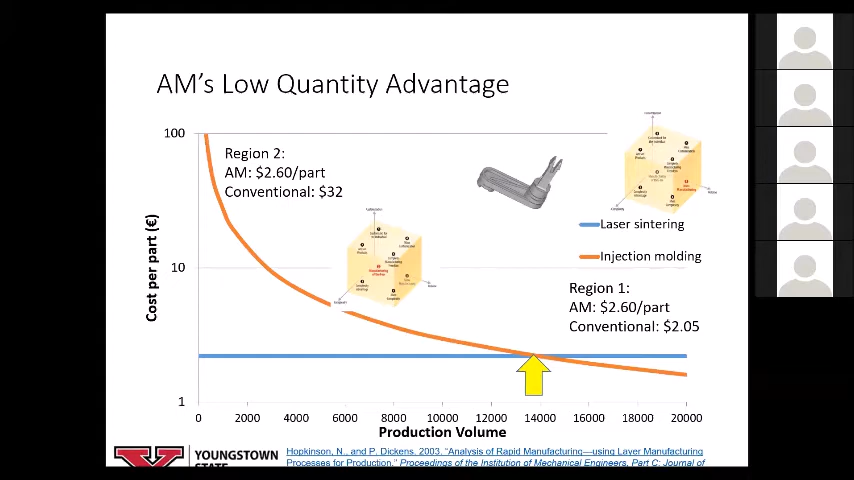 AM's Low Quantity Advantage
100
Region 2:
AM: $2.60/part
Conventional: $32
Laser sintering
Injection molding
10
Region 1:
AM: $2.60/part
Conventional: $2.05
Cost per part (€)
1
0 2000 4000 6000 8000 10000 12000 14000 16000 18000 20000
Production Volume
YOUNGSTOWN
STATE
Hopkinson, N., and P. Dickens. 2003. "Analysis of Rapid Manufacturing—using Layer Manufacturing
Processes for Production." Proceedings of the Institution of Mechanical Engineers, Part C: Journal of